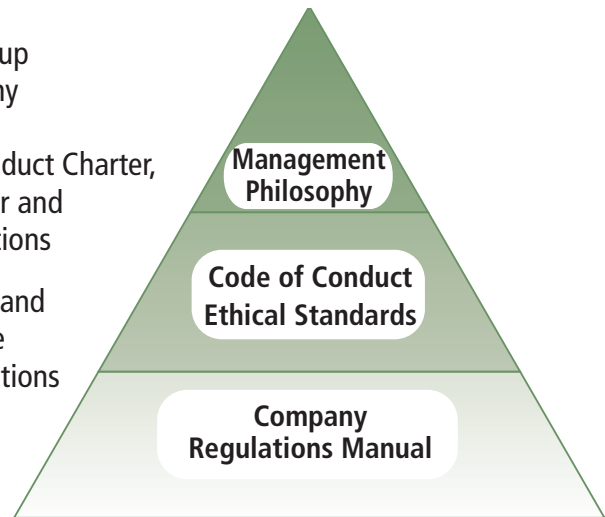 up
ny
duct Charter,
r and
tions
and
e
tions
Management
Philosophy
Code of Conduct
Ethical Standards
Company
Regulations Manual